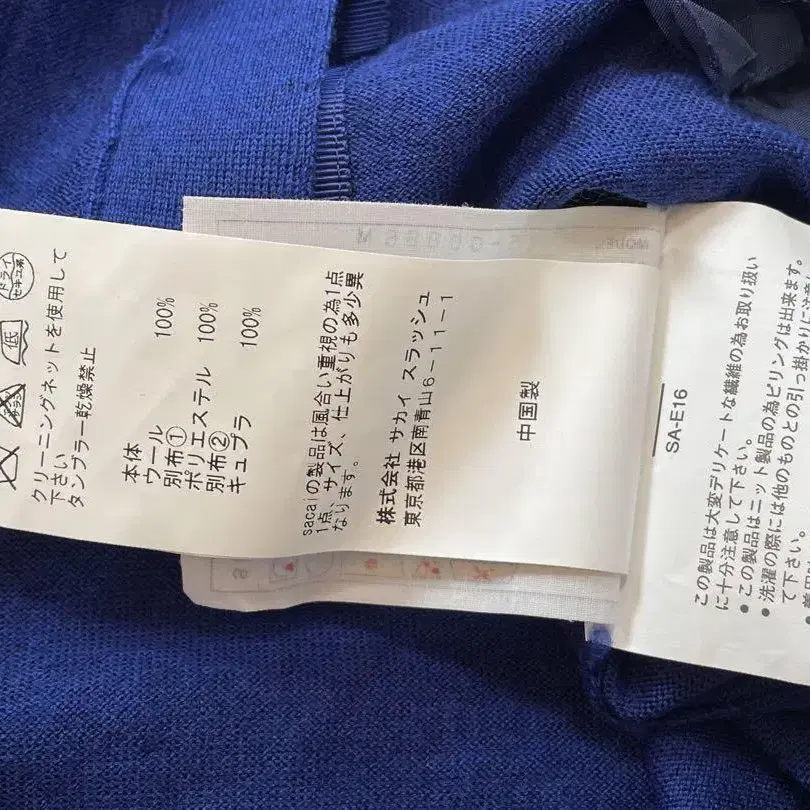 ドライ
セキユ系
低
クリーニングネットを使用して
下さい
タンブラー乾燥禁止
本体
ウール 100%
別布①
ポリエステル 100%
別布②
キュプラ 100%
sacaiの製品は風合い重視の為1点
1点、サイズ、仕上がりも多少異
なります。
株式会社 サカイ スラッシュ
東京都港区南青山6-11-1
中国製
SA-E16
この製品は大変デリケートな繊維の為お取り扱い
に十分注意して下さい。
●この製品はニット製品の為ピリングは出来ます。
●洗濯の際には他のものとの引っ掛かりに注意し
て下さい。